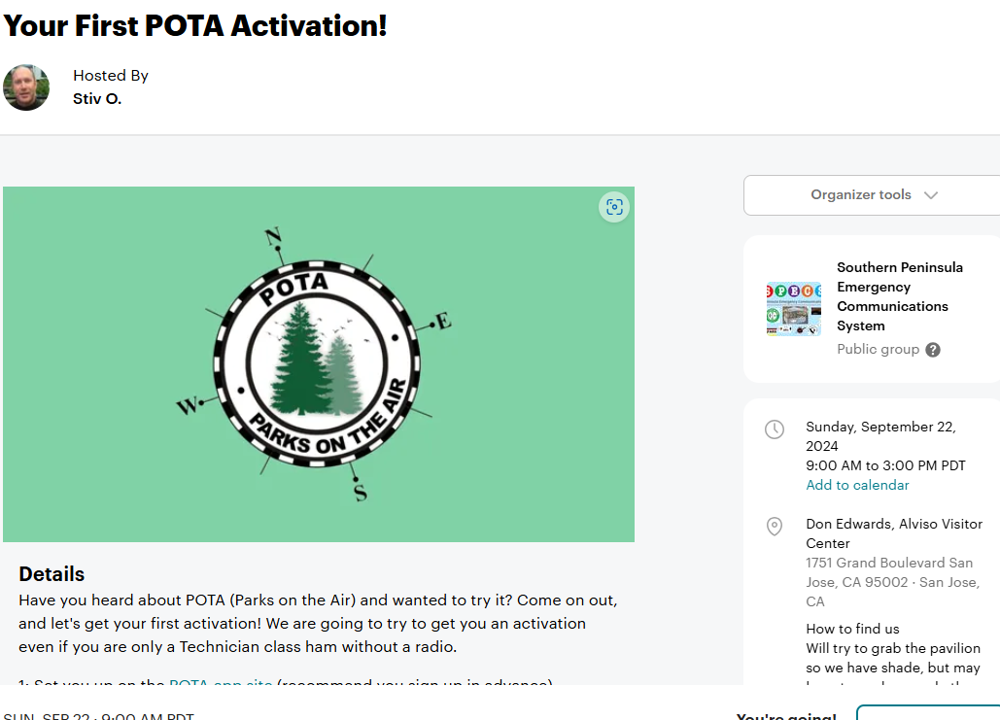 Your First POTA Activation!
Hosted By
Stiv O.
Organizer tools
N
POTA
E
W
PARKS ON THE AIR
S
Southern Peninsula
Emergency
Communications
System
Public group ?
Sunday, September 22,
2024
9:00 AM to 3:00 PM PDT
Add to calendar
Don Edwards, Alviso Visitor
Center
1751 Grand Boulevard San
Jose, CA 95002 · San Jose,
CA
How to find us
Will try to grab the pavilion
so we have shade, but may
Details
Have you heard about POTA (Parks on the Air) and wanted to try it? Come on out,
and let's get your first activation! We are going to try to get you an activation
even if you are only a Technician class ham without a radio.
1: Set you up on the POTA app site (recommend you sign up in advance)
SUN, SEP 22 · 9:00 AM PDT
You're going!